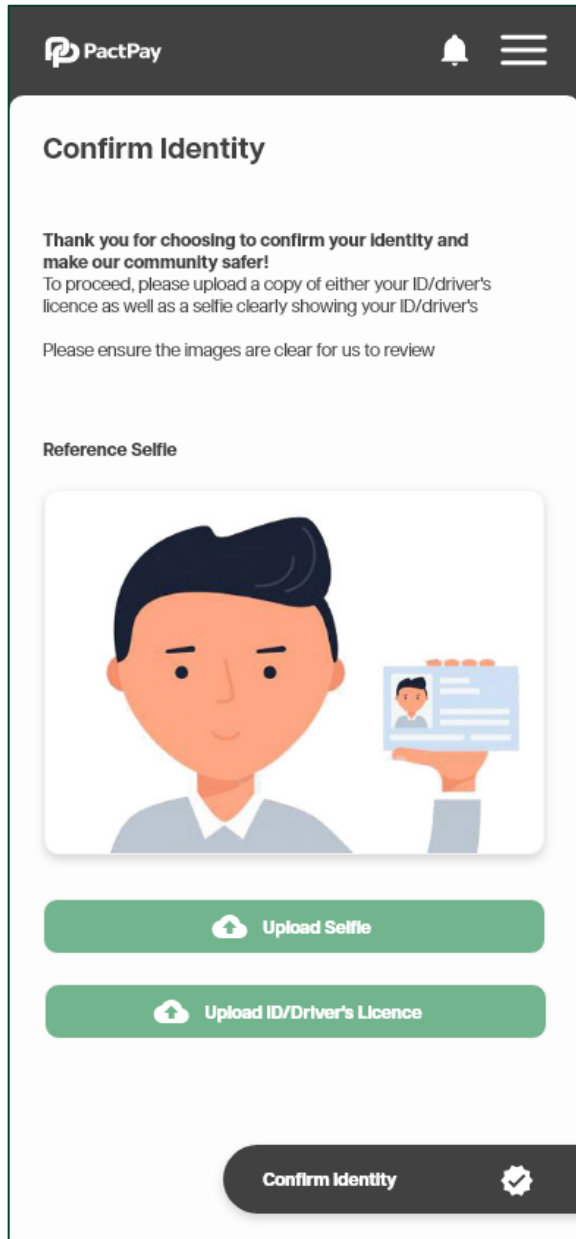 PactPay
Confirm Identity
Thank you for choosing to confirm your identity and
make our community safer!
To proceed, please upload a copy of either your ID/driver's
licence as well as a selfie clearly showing your ID/driver's
Please ensure the images are clear for us to review
Reference Selfie
Upload Selfie
Upload ID/Driver's Licence
Confirm Identity